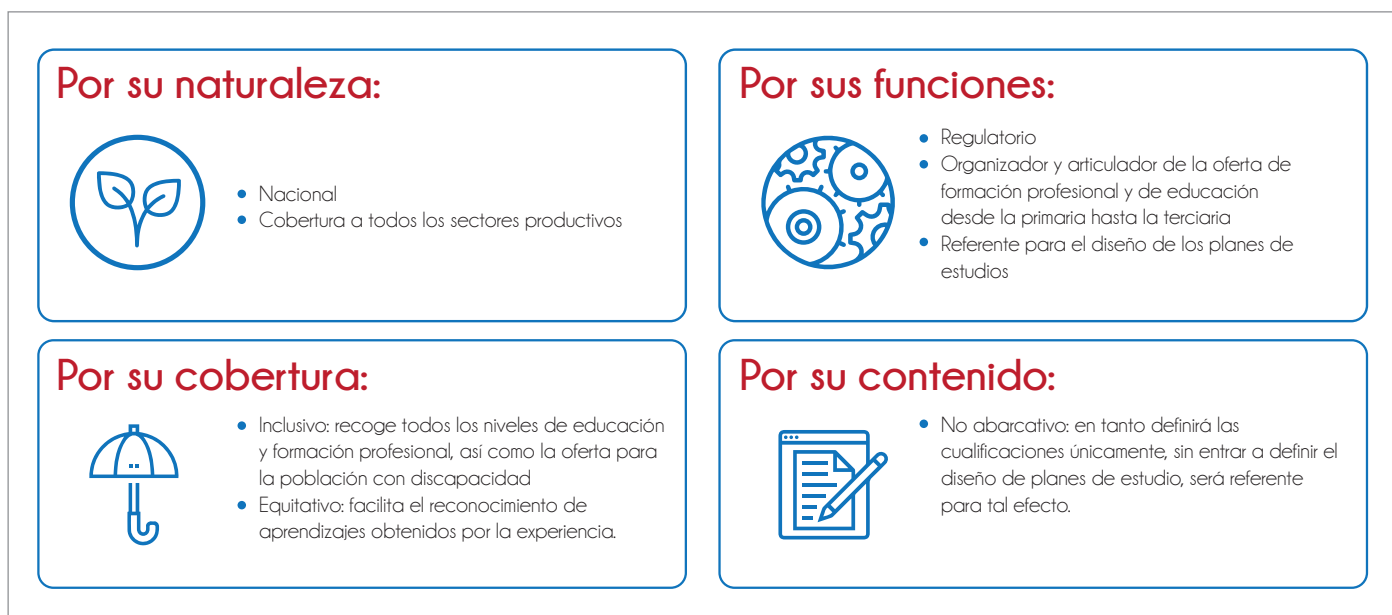 Por su naturaleza:
Nacional
Cobertura a todos los sectores productivos
Por sus funciones:
Regulatorio
Organizador y articulador de la oferta de
formación profesional y de educación
desde la primaria hasta la terciaria
Referente para el diseño de los planes de
estudios
Por su cobertura:
Inclusivo: recoge todos los niveles de educación
y formación profesional, así como la oferta para
la población con discapacidad
Equitativo: facilita el reconocimiento de
aprendizajes obtenidos por la experiencia.
Por su contenido:
No abarcativo: en tanto definirá las
cualificaciones únicamente, sin entrar a definir el
diseño de planes de estudio, será referente
para tal efecto.